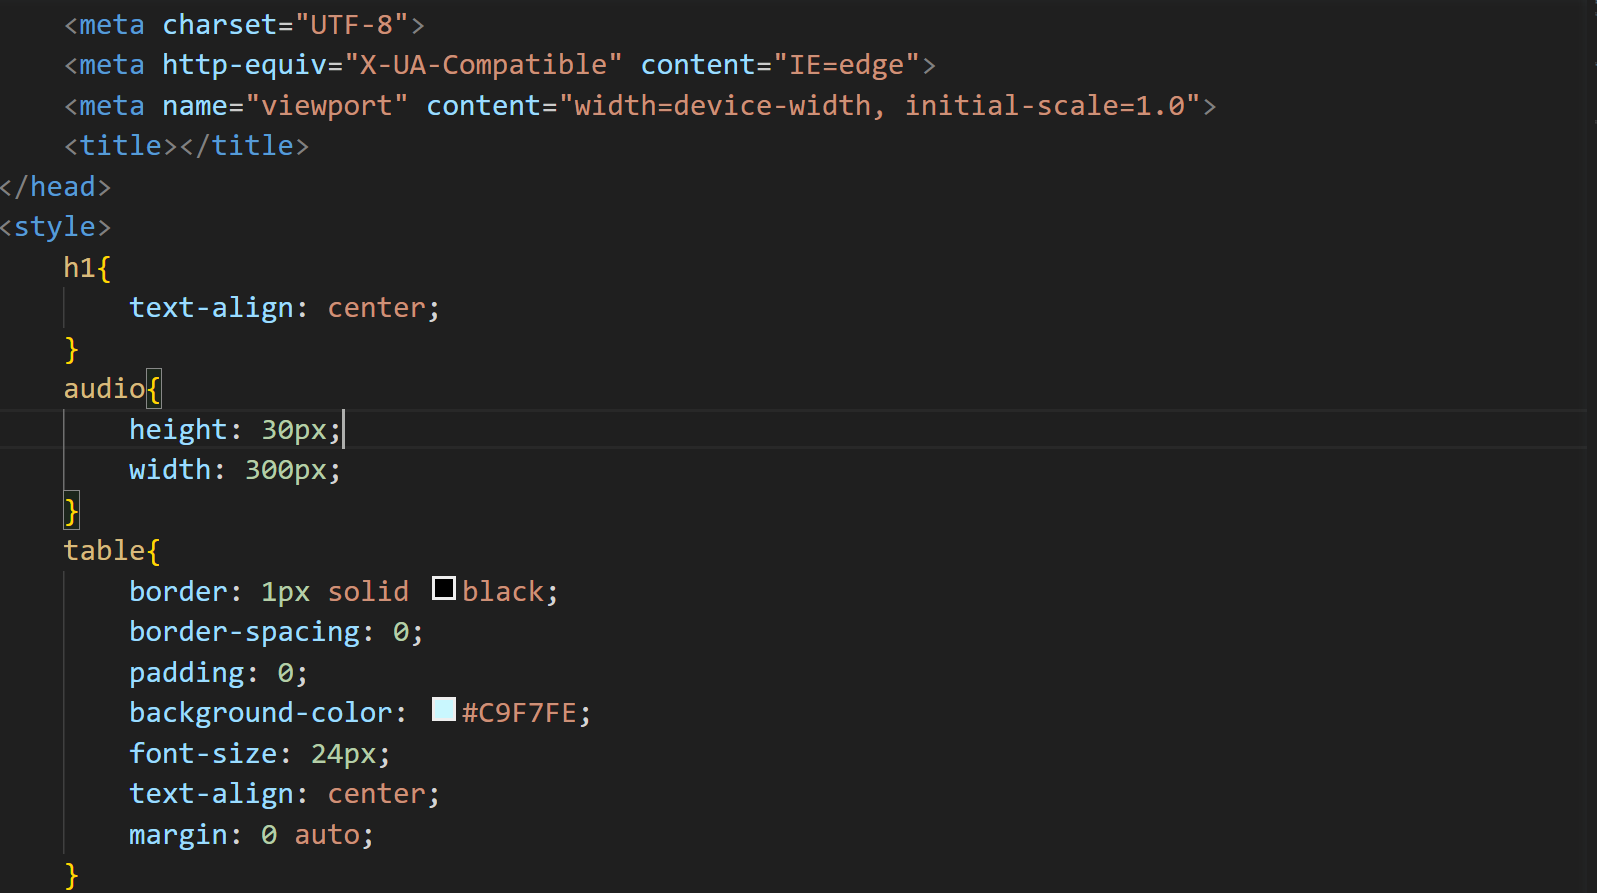 <meta charset="UTF-8">
<meta http-equiv="X-UA-Compatible" content="IE=edge">
<meta name="viewport" content="width=device-width, initial-scale=1.0">
<title></title>
</head>
<style>
h1{
text-align: center;
}
audio{
height: 30px;
width: 300px;
}
table{
border: 1px solid black;
border-spacing: 0;
padding: 0;
background-color: #C9F7FE;
font-size: 24px;
text-align: center;
margin: 0 auto;
}